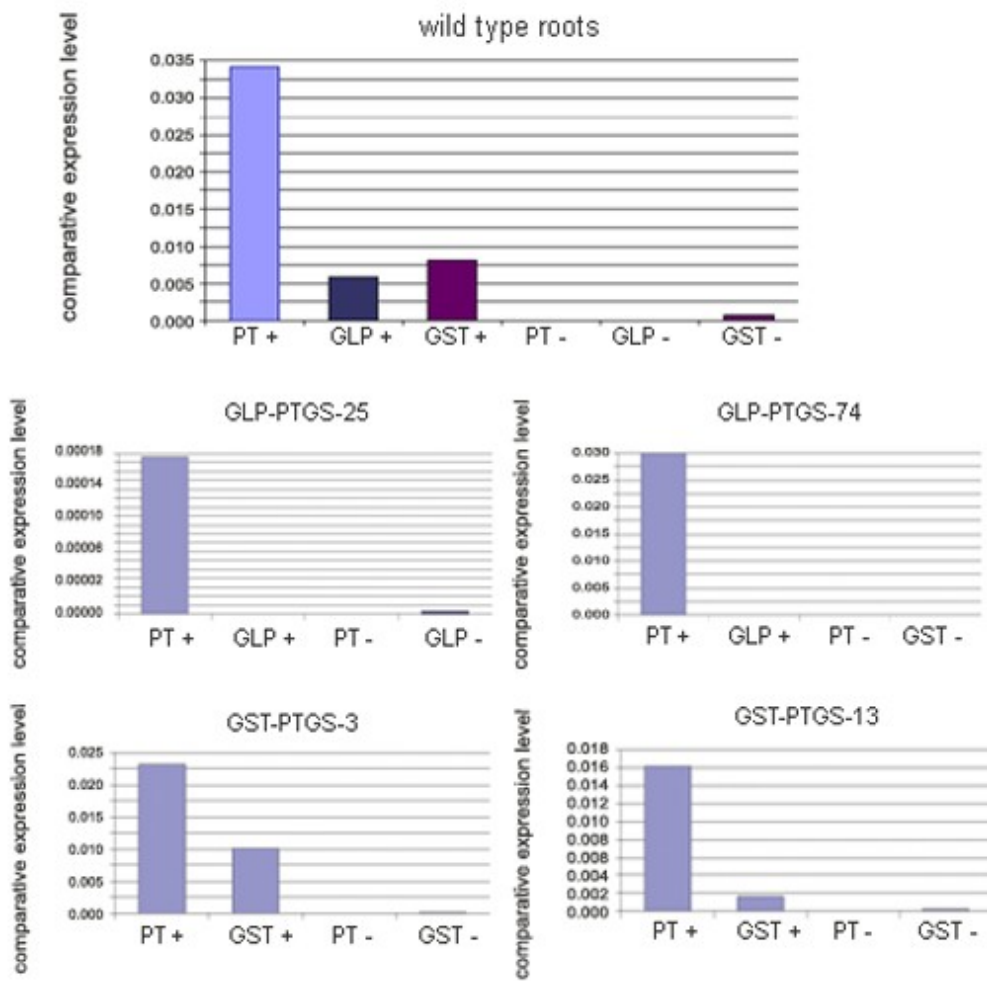 wild type roots
comparative expression level
0.035
0.030
0.025
0.020
0.015
0.010
0.005
0.000
PT + GLP + GST + PT - GLP - GST -
GLP-PTGS-25
comparative expression level
0.00018
0.00014
0.00010
0.00006
0.00002
0.00000
PT + GLP + PT - GLP -
GLP-PTGS-74
comparative expression level
0.030
0.025
0.020
0.015
0.010
0.005
0.000
PT + GLP + PT - GST -
GST-PTGS-3
comparative expression level
0.025
0.020
0.015
0.010
0.005
0.000
PT + GST + PT - GST -
GST-PTGS-13
comparative expression level
0.018
0.016
0.014
0.012
0.010
0.008
0.006
0.004
0.002
0.000
PT + GST + PT - GST -